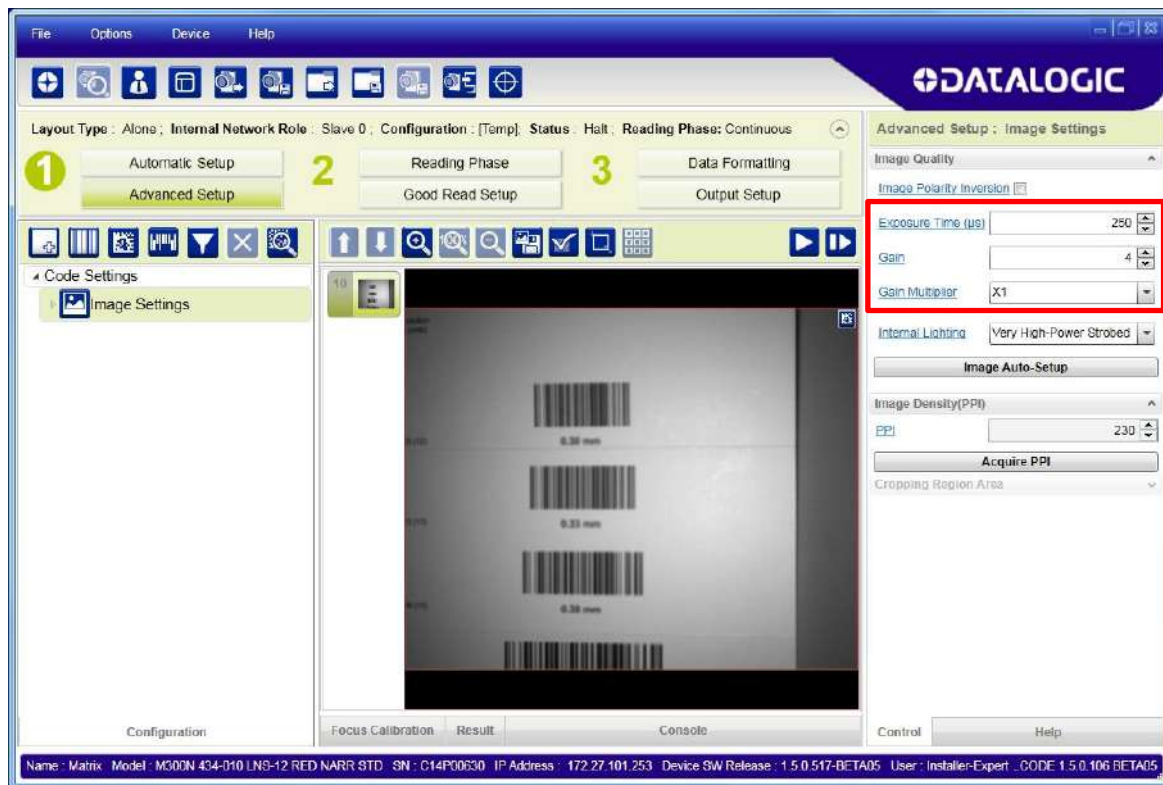 File Options Device Help
DATALOGIC
Layout Type : Alone ; Internal Network Role : Slave 0 ; Configuration : [Temp]; Status : Halt ; Reading Phase: Continuous
Advanced Setup ; Image Settings
1 Automatic Setup
Advanced Setup
2 Reading Phase
Good Read Setup
3 Data Formatting
Output Setup
Image Quality
Image Polarity Inversion
Exposure Time (µs) 250
Gain 4
Gain Multiplier X1
Internal Lighting Very High-Power Strobed
Image Auto-Setup
Image Density(PPI)
PPI 230
Acquire PPI
Cropping Region Area
Code Settings
Image Settings
100%
10
0.30 mm
0.33 mm
0.38 mm
Configuration
Focus Calibration Result Console
Control Help
Name : Matrix Model : M300N 434-010 LNS-12 RED NARR STD SN : C14P00630 IP Address : 172.27.101.253 Device SW Release : 1.5.0.517-BETA05 User : Installer-Expert ..CODE 1.5.0.106 BETA05